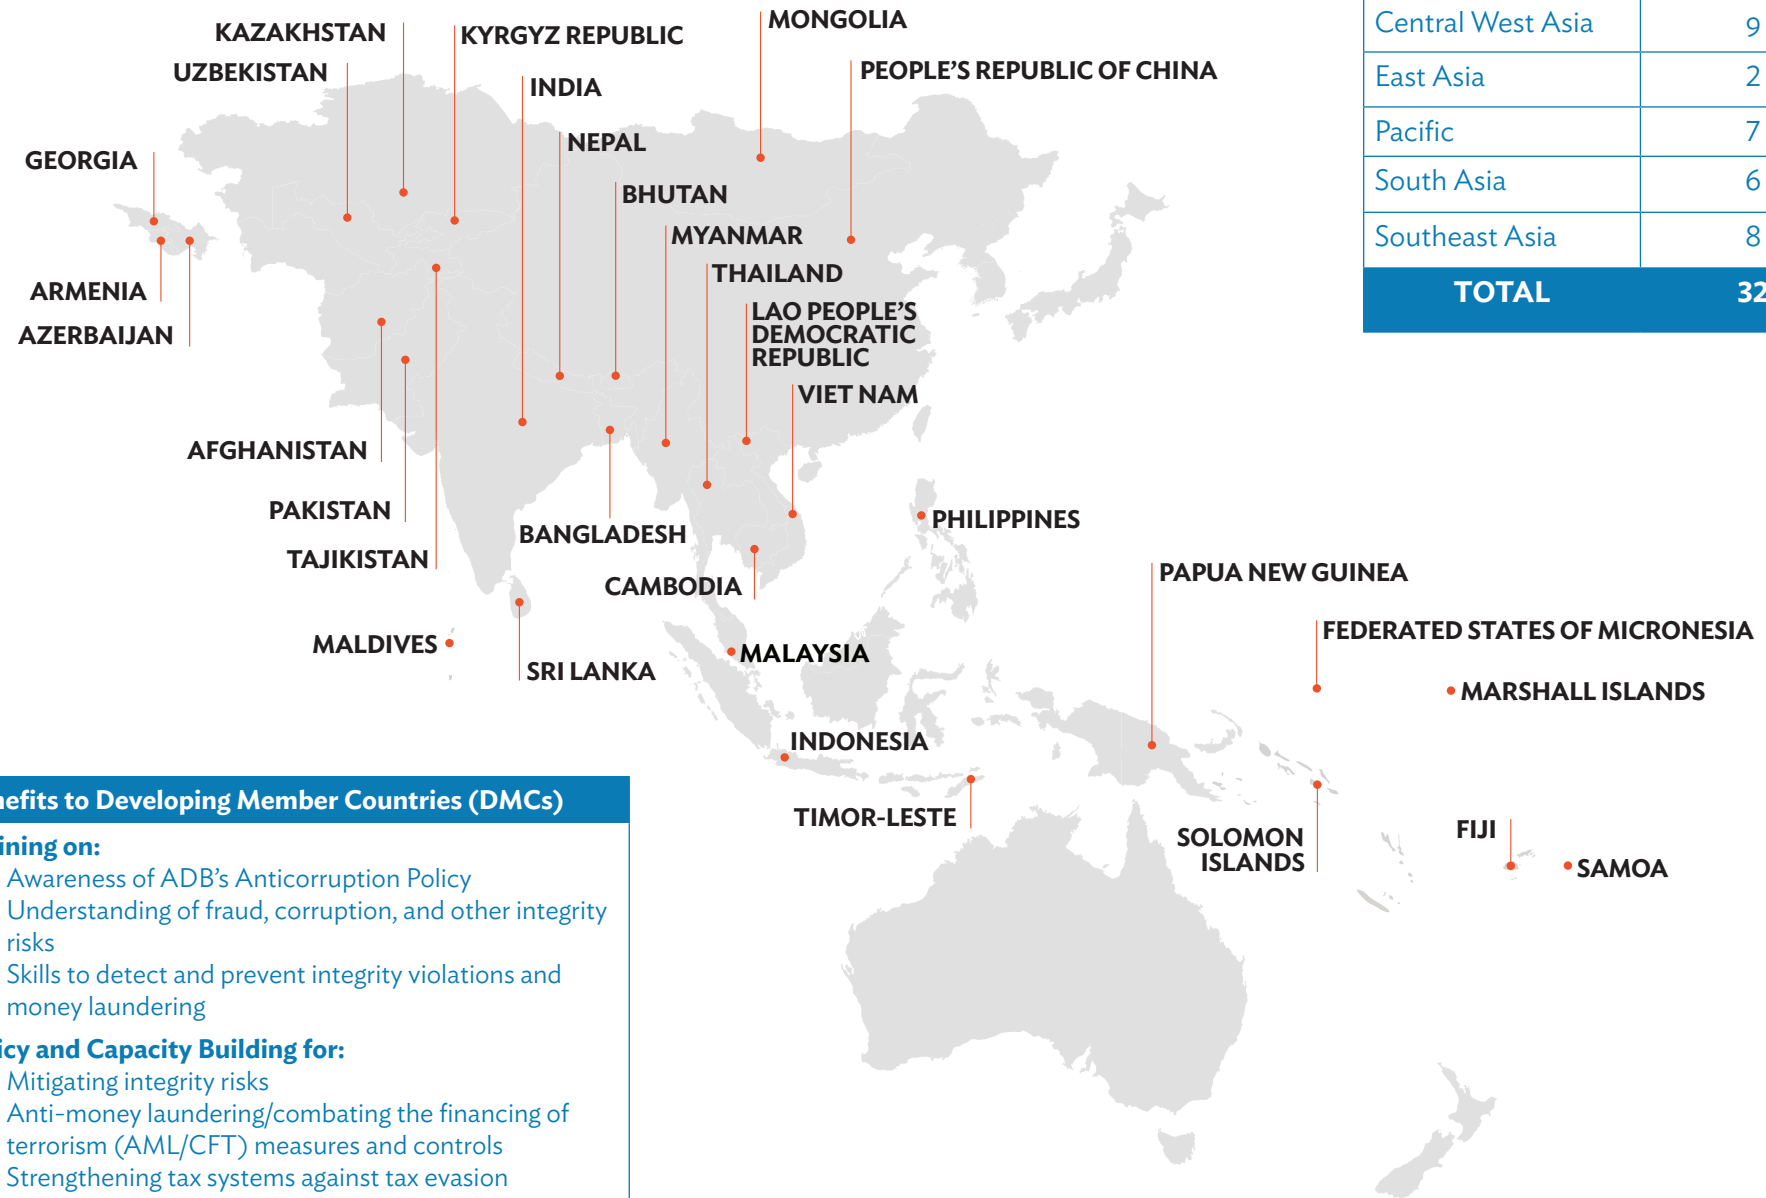 KAZAKHSTAN
KYRGYZ REPUBLIC
MONGOLIA
UZBEKISTAN
INDIA
PEOPLE'S REPUBLIC OF CHINA
NEPAL
GEORGIA
BHUTAN
MYANMAR
THAILAND
ARMENIA
LAO PEOPLE'S
DEMOCRATIC
REPUBLIC
AZERBAIJAN
VIET NAM
AFGHANISTAN
PAKISTAN
BANGLADESH
PHILIPPINES
TAJIKISTAN
CAMBODIA
PAPUA NEW GUINEA
MALDIVES
SRI LANKA
MALAYSIA
FEDERATED STATES OF MICRONESIA
MARSHALL ISLANDS
INDONESIA
TIMOR-LESTE
SOLOMON
ISLANDS
FIJI
SAMOA
Central West Asia 9
East Asia 2
Pacific 7
South Asia 6
Southeast Asia 8
TOTAL 32
nefits to Developing Member Countries (DMCs)
ining on:
Awareness of ADB's Anticorruption Policy
Understanding of fraud, corruption, and other integrity
risks
Skills to detect and prevent integrity violations and
money laundering
icy and Capacity Building for:
Mitigating integrity risks
Anti-money laundering/combating the financing of
terrorism (AML/CFT) measures and controls
Strengthening tax systems against tax evasion